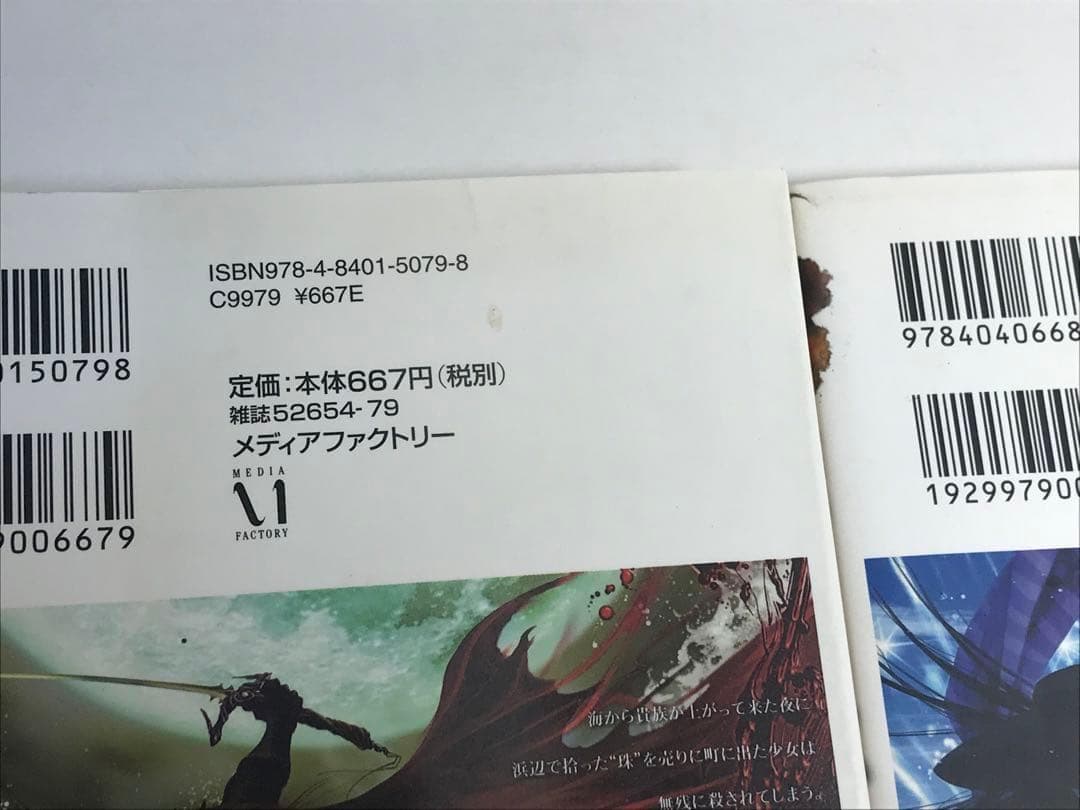 ISBN978-4-8401-5079-8
C9979 ¥667E
0150798
定価:本体667円(税別)
雑誌52654-79
メディアファクトリー
MEDIA
FACTORY
9006679
海から貴族が上がって来た夜に
浜辺で拾った“珠”を売りに町に出た少女は
無残に殺されてしまう。
9784040668
192997900